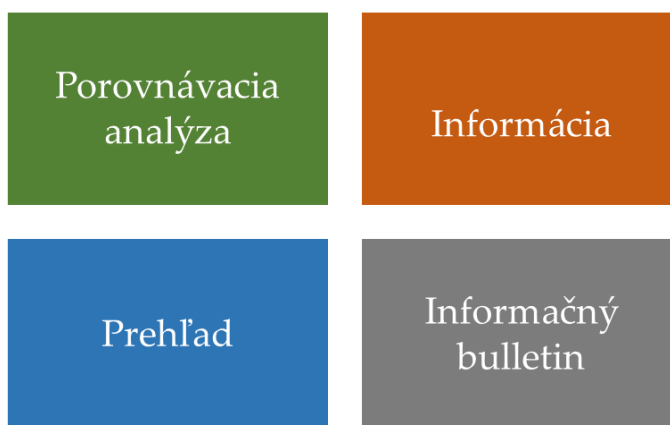 Porovnávacia
analýza
Informácia
Prehľad
Informačný
bulletin